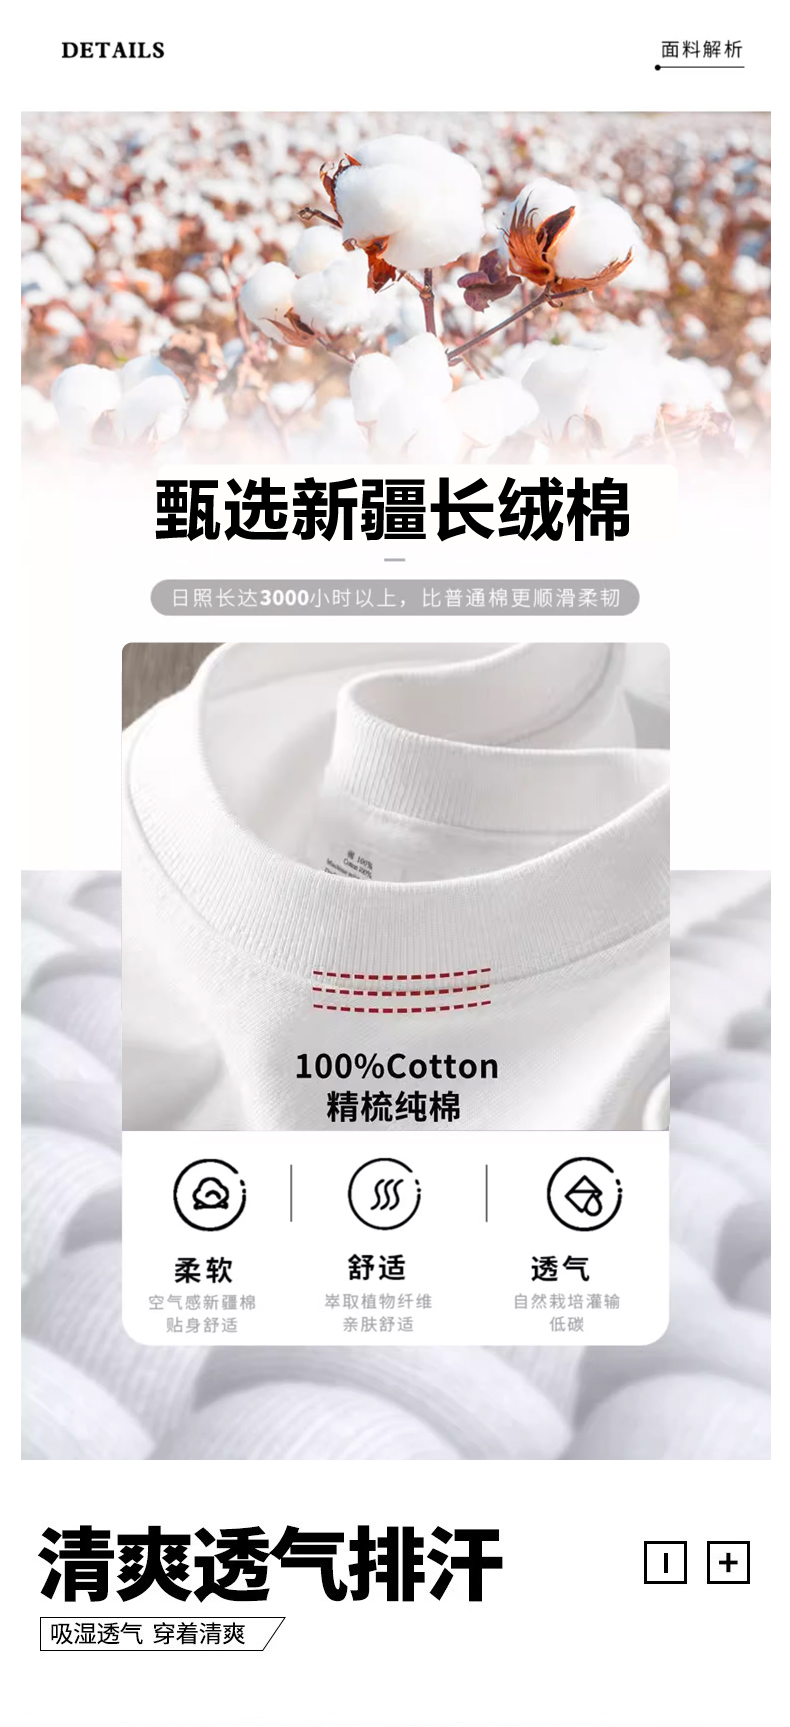 DETAILS
面料解析
甄选新疆长绒棉
日照长达3000小时以上，比普通棉更顺滑柔韧
棉 100%
Cotton 100%
100%Cotton
精梳纯棉
柔软
空气感新疆棉
贴身舒适
舒适
萃取植物纤维
亲肤舒适
透气
自然栽培灌输
低碳
清爽透气排汗
吸湿透气 穿着清爽